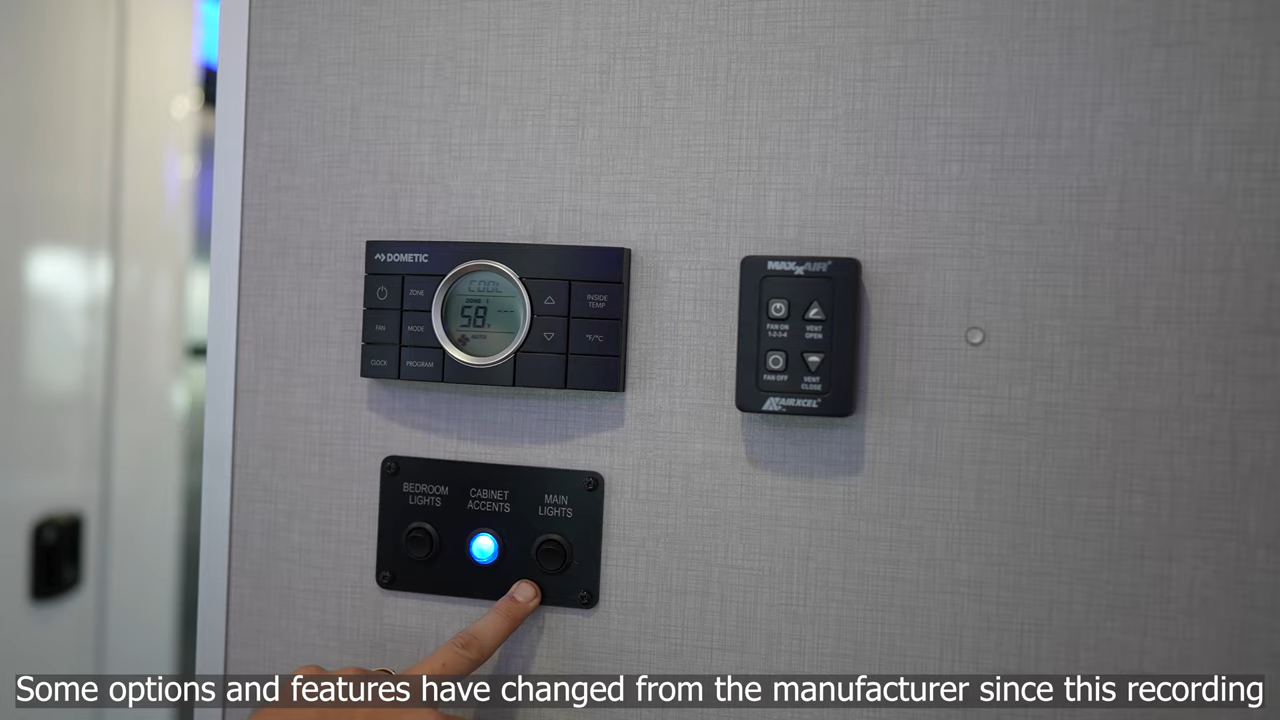 DOMETIC
ZONE
FAN
MODE
CLOCK
PROGRAM
COOL
ZONE 1
58
AUTO
INSIDE
TEMP
°F/°C
MAXXAIR®
FAN ON
1-2-3-4
VENT
OPEN
FAN OFF
VENT
CLOSE
AIRXCEL®
BEDROOM
LIGHTS
CABINET
ACCENTS
MAIN
LIGHTS
Some options and features have changed from the manufacturer since this recording